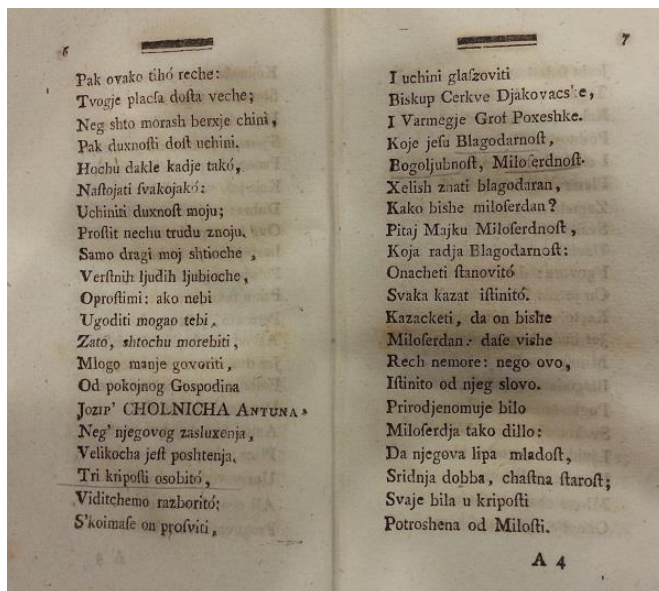 6
Pak ovako tihó reche:
Tvogje placſa doſta veche;
Neg shto morash berxje chini,
Pak duxnoſti doſt uchini.
Hochu dakle kadje takó,
Naſtojati ſvakojakó:
Uchiniti duxnoſt moju;
Proſtit nechu trudu znoju.
Samo dragi moj shtioche,
Verſtnih ljudih ljubioche,
Oproſtimi: ako nebi
Ugoditi mogao tebi,
Zato, shtochu morebiti,
Mlogo manje govoriti,
Od pokojnog Goſpodina
Jozip' CHOLNICHA ANTUNA,
Neg' njegovog zasluxenja,
Velikocha jeſt poshtenja.
Tri kripoſti oſobitó,
Viditchemo razboritó;
S'koimaſe on proſviti,
7
I uchini glaſzoviti
Biskup Cerkve Djakovacske,
I Varmegje Grof Poxeshke.
Koje jeſu Blagodarnoſt,
Bogoljubnoſt, Miloſerdnoſt.
Xelish znati blagodaran,
Kako bishe miloſerdan?
Pitaj Majku Miloſerdnoſt,
Koja radja Blagodarnoſt:
Onacheti ſtanovitó
Svaka kazat iſtinitó.
Kazacketi, da on bishe
Miloſerdan: daſe vishe
Rech nemore: nego ovo,
Iſtinito od njeg ſlovo.
Prirodjenomuje bilo
Miloſerdja tako dillo:
Da njegova lipa mladoſt,
Sridnja dobba, chaſtna ſtaroſt;
Svaje bila u kripoſti
Potroshena od Miloſti.
A 4